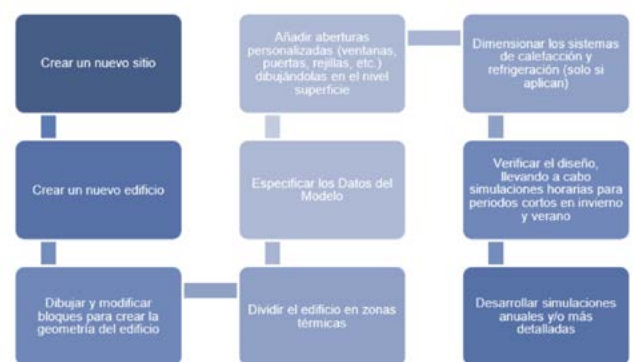 Crear un nuevo sitio
Crear un nuevo edificio
Dibujar y modificar
bloques para crear la
geometría del edificio
Dividir el edificio en zonas
térmicas
Especificar los Datos del
Modelo
Añadir aberturas
personalizadas (ventanas,
puertas, rejillas, etc.)
dibujándolas en el nivel
superficie
Dimensionar los sistemas
de calefacción y
refrigeración (solo si
aplican)
Verificar el diseño,
llevando a cabo
simulaciones horarias para
periodos cortos en invierno
y verano
Desarrollar simulaciones
anuales y/o más
detalladas